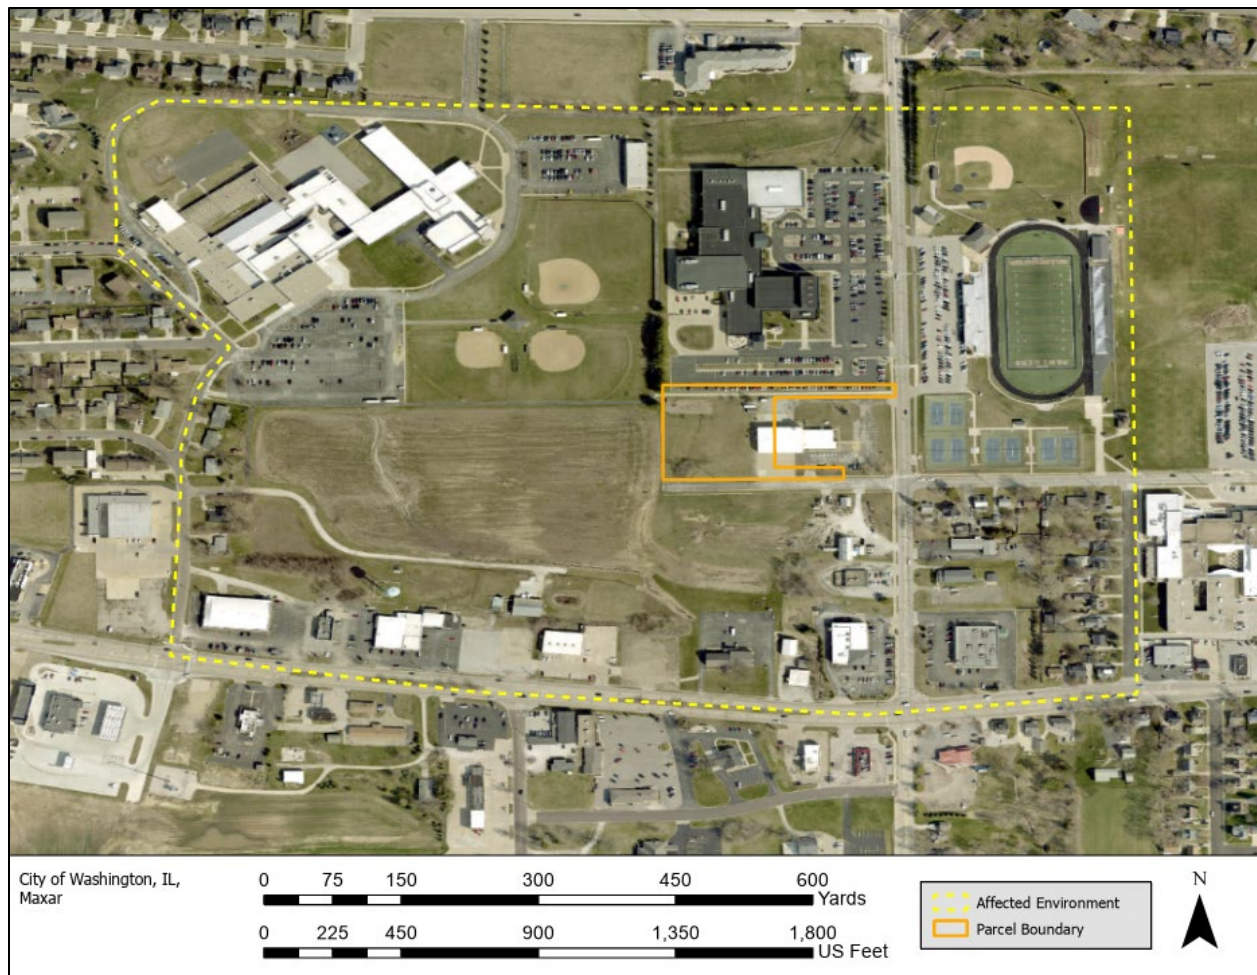 City of Washington, IL,
Maxar
0 75 150 300 450 600
Yards
0 225 450 900 1,350 1,800
US Feet
Affected Environment
Parcel Boundary
N